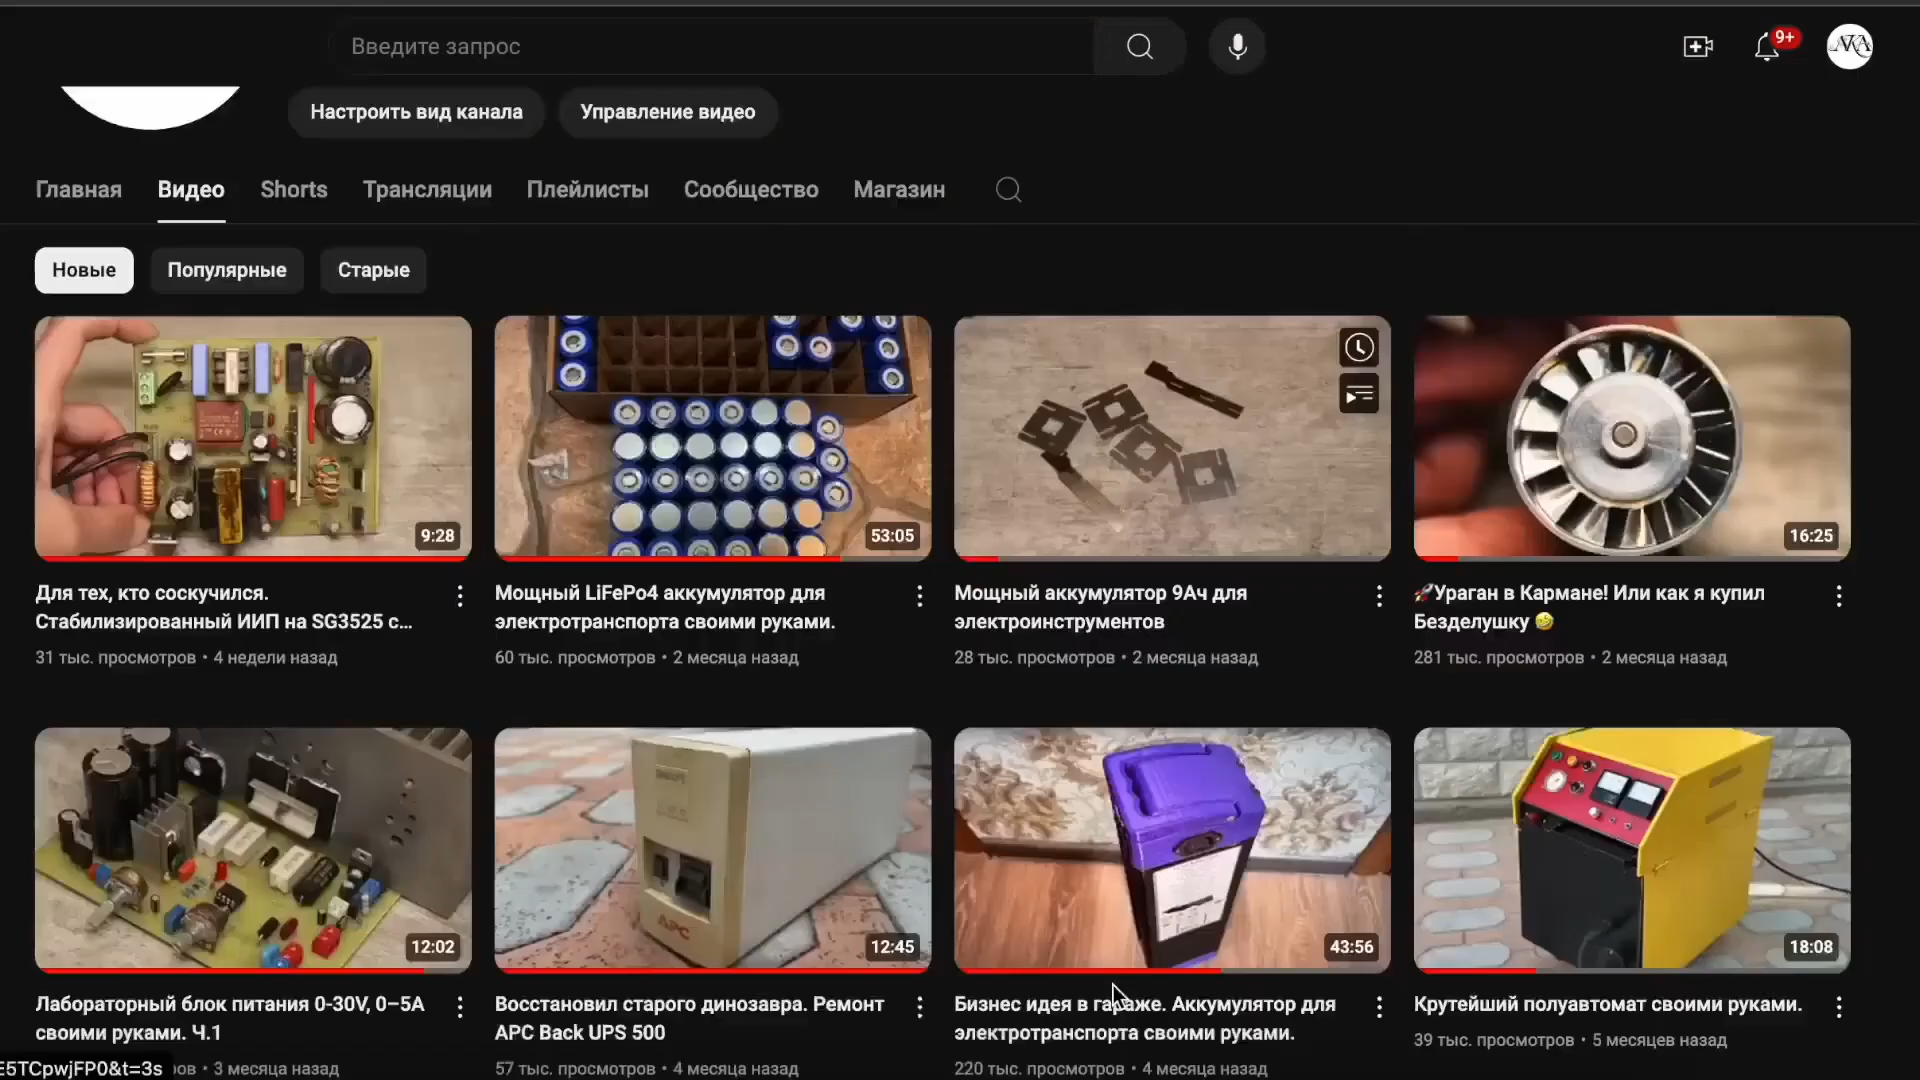 Введите запрос
9+
Настроить вид канала
Управление видео
Главная
Видео
Shorts
Трансляции
Плейлисты
Сообщество
Магазин
Новые
Популярные
Старые
9:28
53:05
16:25
Для тех, кто соскучился.
Стабилизированный ИИП на SG3525 с...
31 тыс. просмотров • 4 недели назад
Мощный LiFePo4 аккумулятор для
электротранспорта своими руками.
60 тыс. просмотров • 2 месяца назад
Мощный аккумулятор 9Ач для
электроинструментов
28 тыс. просмотров • 2 месяца назад
🚀Ураган в Кармане! Или как я купил
Безделушку 🤣
281 тыс. просмотров • 2 месяца назад
APC
12:02
12:45
43:56
18:08
Лабораторный блок питания 0-30V, 0–5A
своими руками. Ч.1
E5TCpwjFP0&t=3s
ов • 3 месяца назад
Восстановил старого динозавра. Ремонт
APC Back UPS 500
57 тыс. просмотров • 4 месяца назад
Бизнес идея в гараже. Аккумулятор для
электротранспорта своими руками.
220 тыс. просмотров • 4 месяца назад
Крутейший полуавтомат своими руками.
39 тыс. просмотров • 5 месяцев назад